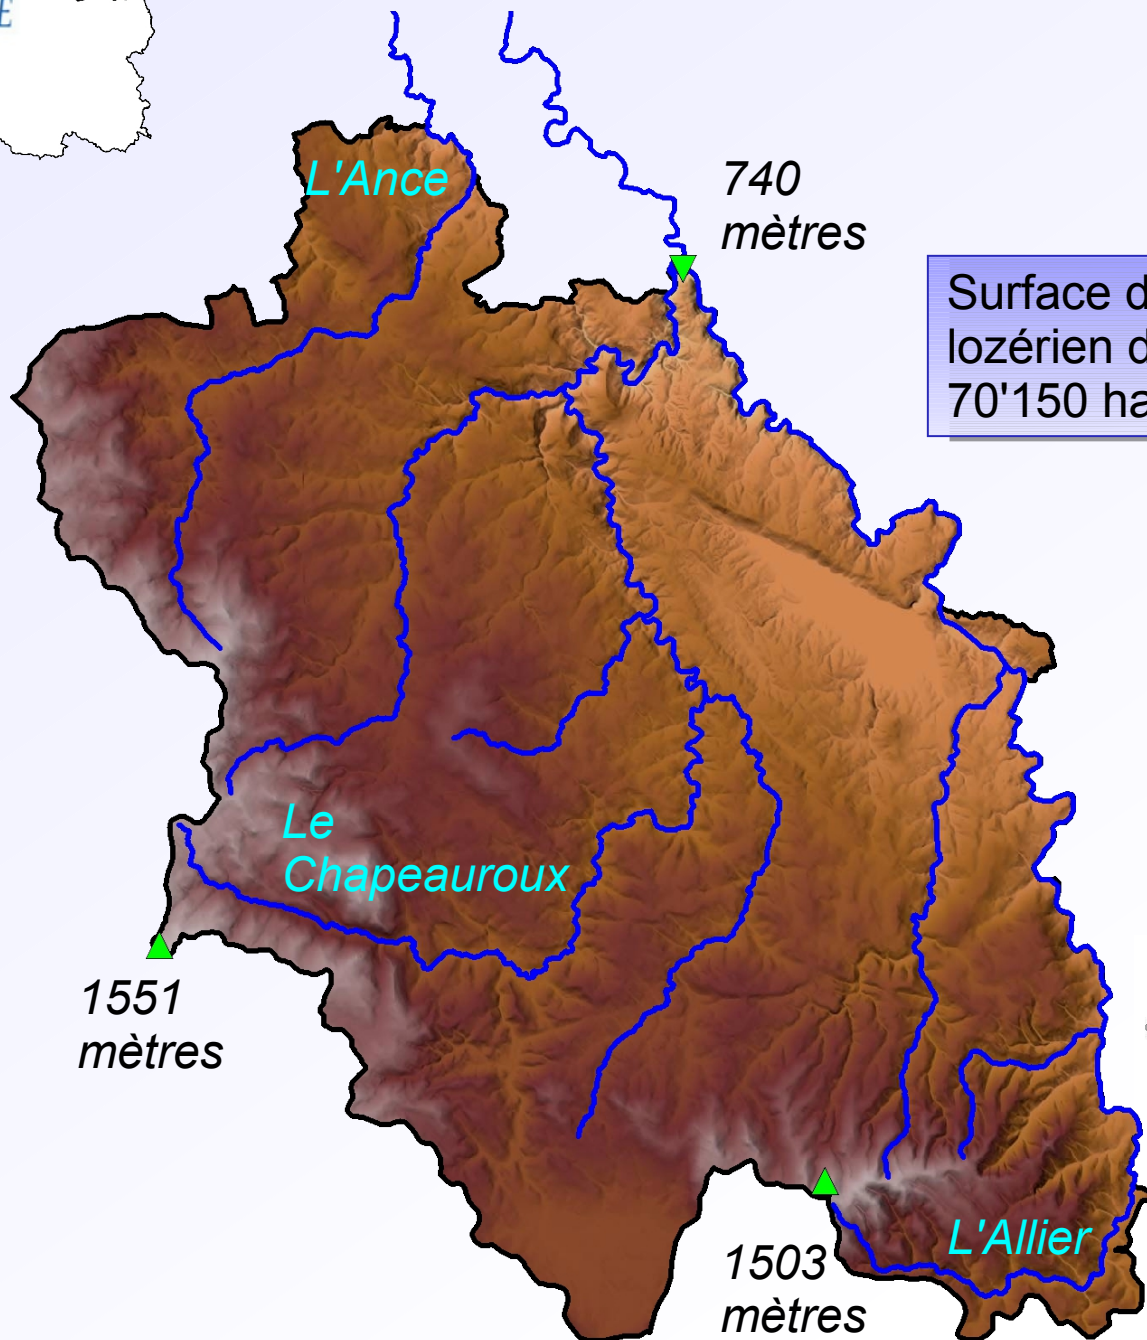 L'Ance
740
mètres
Surface d
lozérien d
70'150 ha
Le
Chapeauroux
1551
mètres
L'Allier
1503
mètres